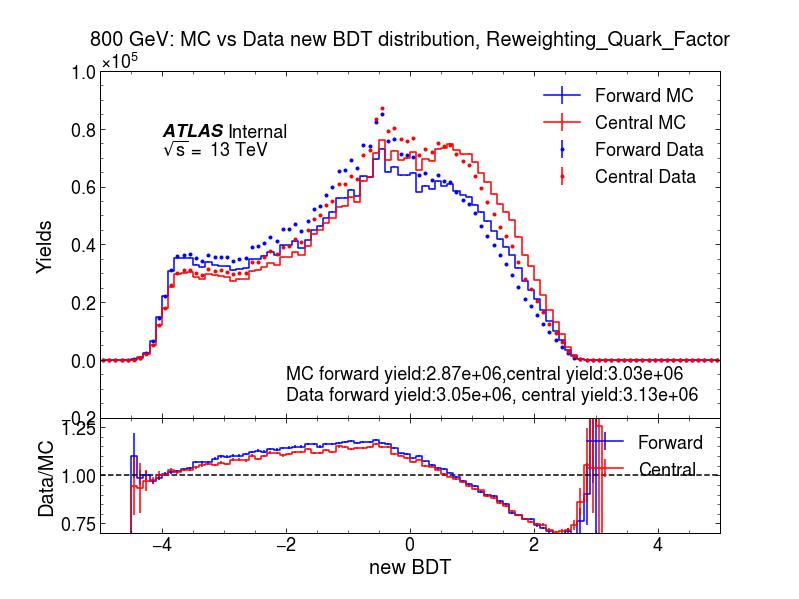 800 GeV: MC vs Data new BDT distribution, Reweighting_Quark_Factor
×10⁵
1.0
0.8
0.6
0.4
0.2
0.0
0.2
Yields
ATLAS Internal
√s = 13 TeV
Forward MC
Central MC
Forward Data
Central Data
MC forward yield:2.87e+06,central yield:3.03e+06
Data forward yield:3.05e+06, central yield:3.13e+06
1.25
1.00
0.75
Data/MC
Forward
Central
−4 −2 0 2 4
new BDT